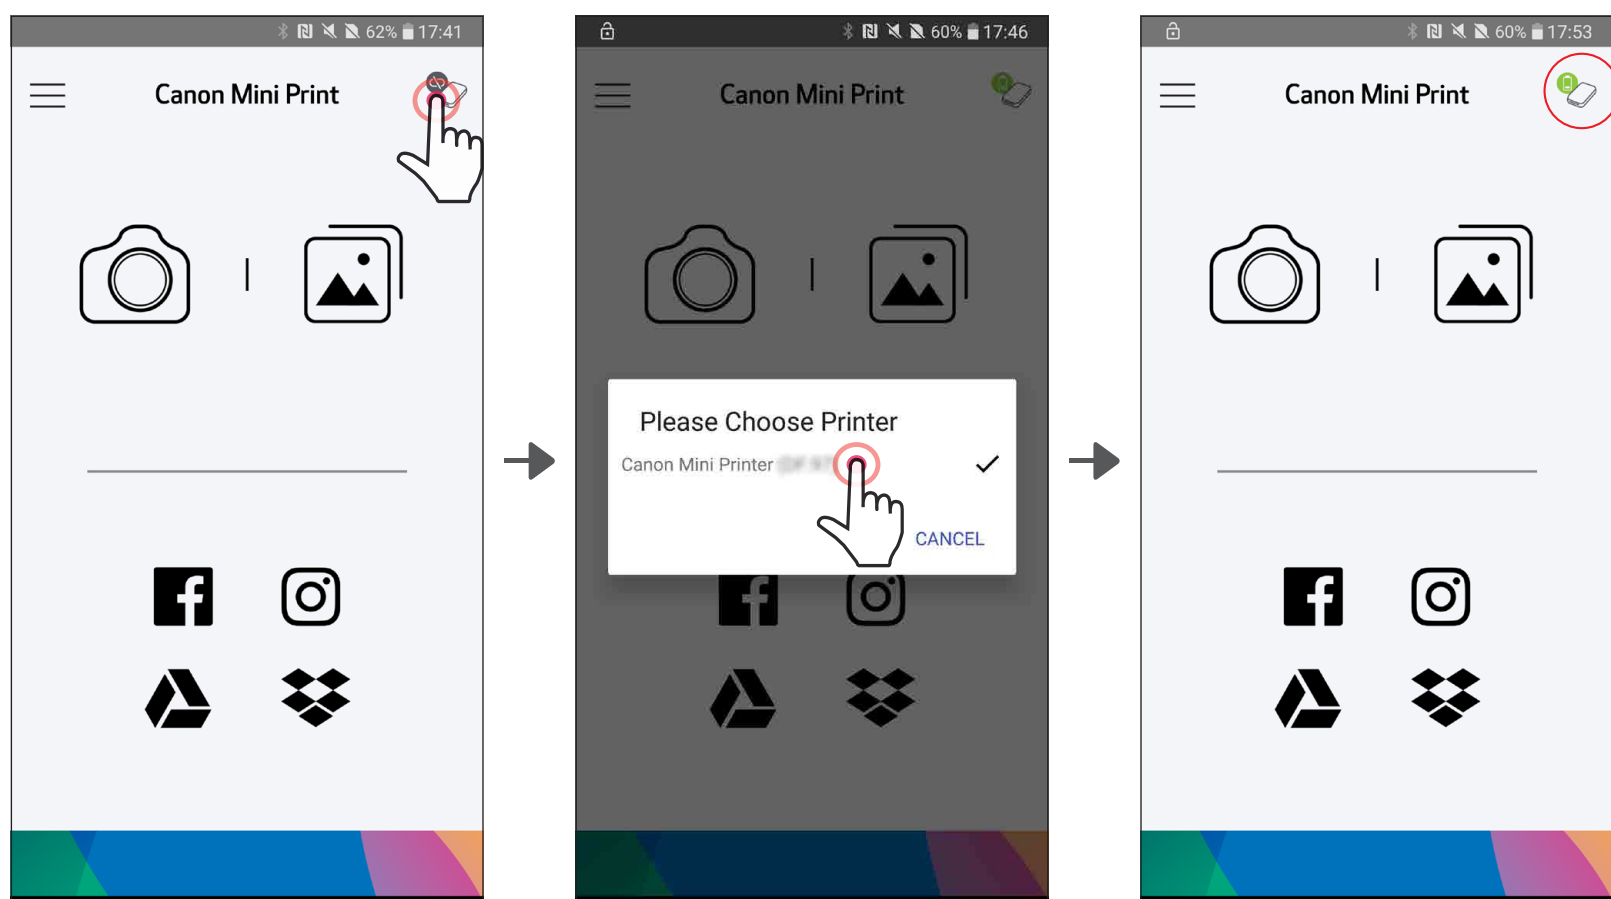 62% 17:41
Canon Mini Print
60% 17:46
Canon Mini Print
Please Choose Printer
Canon Mini Printer
CANCEL
60% 17:53
Canon Mini Print